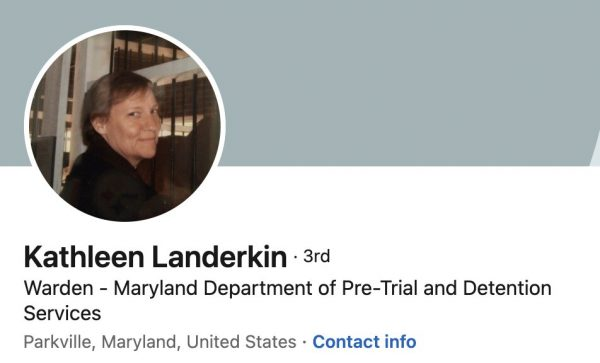 Kathleen Landerkin · 3rd
Warden - Maryland Department of Pre-Trial and Detention
Services
Parkville, Maryland, United States · Contact info